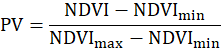 PV = (NDVI − NDVI_min) / (NDVI_max − NDVI_min)